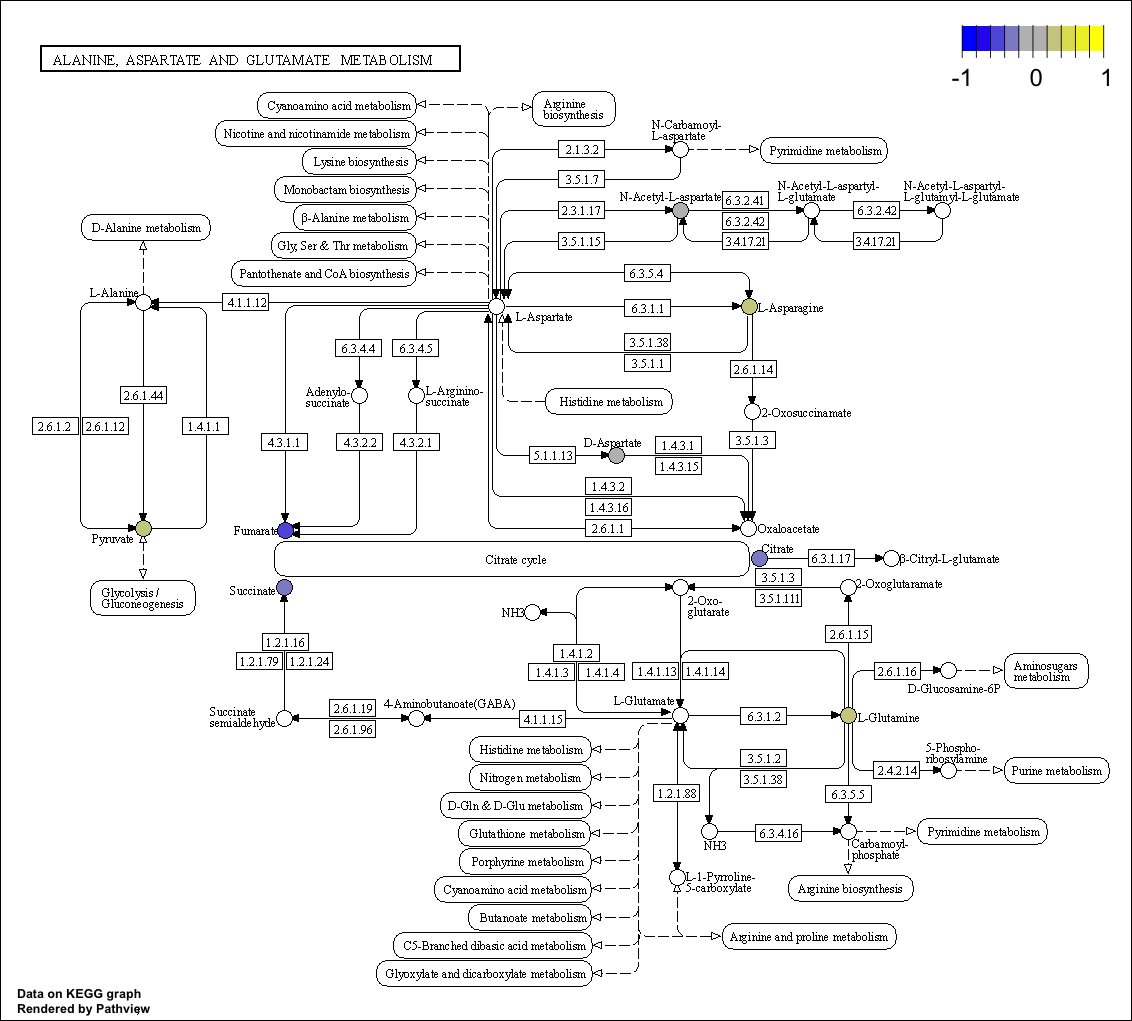 ALANINE, ASPARTATE AND GLUTAMATE METABOLISM
-1
0
1
Cyanoamino acid metabolism
Arginine
biosynthesis
Nicotine and nicotinamide metabolism
N-Carbamoyl-
L-aspartate
2.1.3.2
Pyrimidine metabolism
Lysine biosynthesis
3.5.1.7
Monobactam biosynthesis
N-Acetyl-L-aspartate
6.3.2.41
N-Acetyl-L-aspartyl-
L-glutamate
N-Acetyl-L-aspartyl-
L-glutamyl-L-glutamate
β-Alanine metabolism
2.3.1.17
6.3.2.42
6.3.2.42
D-Alanine metabolism
Gly, Ser & Thr metabolism
3.5.1.15
3.4.17.21
3.4.17.21
Pantothenate and CoA biosynthesis
6.3.5.4
L-Alanine
4.1.1.12
L-Aspartate
6.3.1.1
L-Asparagine
6.3.4.4
6.3.4.5
3.5.1.38
3.5.1.1
2.6.1.14
Adenylo-
succinate
L-Arginino-
succinate
Histidine metabolism
2.6.1.44
2-Oxosuccinamate
2.6.1.2
2.6.1.12
1.4.1.1
4.3.1.1
4.3.2.2
4.3.2.1
D-Aspartate
1.4.3.1
3.5.1.3
5.1.1.13
1.4.3.15
1.4.3.2
1.4.3.16
Pyruvate
Fumarate
2.6.1.1
Oxaloacetate
Citrate cycle
Citrate
6.3.1.17
β-Citryl-L-glutamate
Glycolysis /
Gluconeogenesis
Succinate
3.5.1.3
3.5.1.111
2-Oxoglutaramate
NH3
2-Oxo-
glutarate
1.2.1.16
1.2.1.79
1.2.1.24
1.4.1.2
1.4.1.3
1.4.1.4
1.4.1.13
1.4.1.14
2.6.1.15
2.6.1.16
Aminosugars
metabolism
D-Glucosamine-6P
Succinate
semialdehyde
2.6.1.19
2.6.1.96
4-Aminobutanoate(GABA)
4.1.1.15
L-Glutamate
6.3.1.2
L-Glutamine
Histidine metabolism
3.5.1.2
3.5.1.38
5-Phospho-
ribosylamine
Nitrogen metabolism
2.4.2.14
Purine metabolism
D-Gln & D-Glu metabolism
1.2.1.88
6.3.5.5
Glutathione metabolism
NH3
6.3.4.16
Carbamoyl-
phosphate
Pyrimidine metabolism
Porphyrine metabolism
Cyanoamino acid metabolism
L-1-Pyrroline-
5-carboxylate
Arginine biosynthesis
Butanoate metabolism
C5-Branched dibasic acid metabolism
Arginine and proline metabolism
Glyoxylate and dicarboxylate metabolism
Data on KEGG graph
Rendered by Pathview